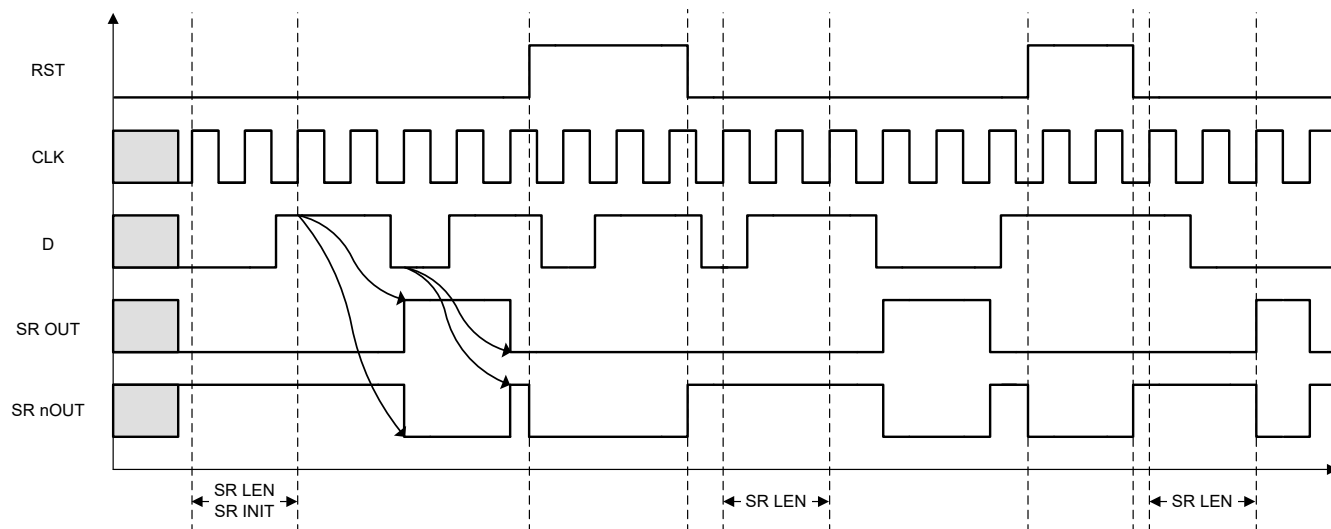 RST
CLK
D
SR OUT
SR nOUT
SR LEN
SR INIT
SR LEN
SR LEN